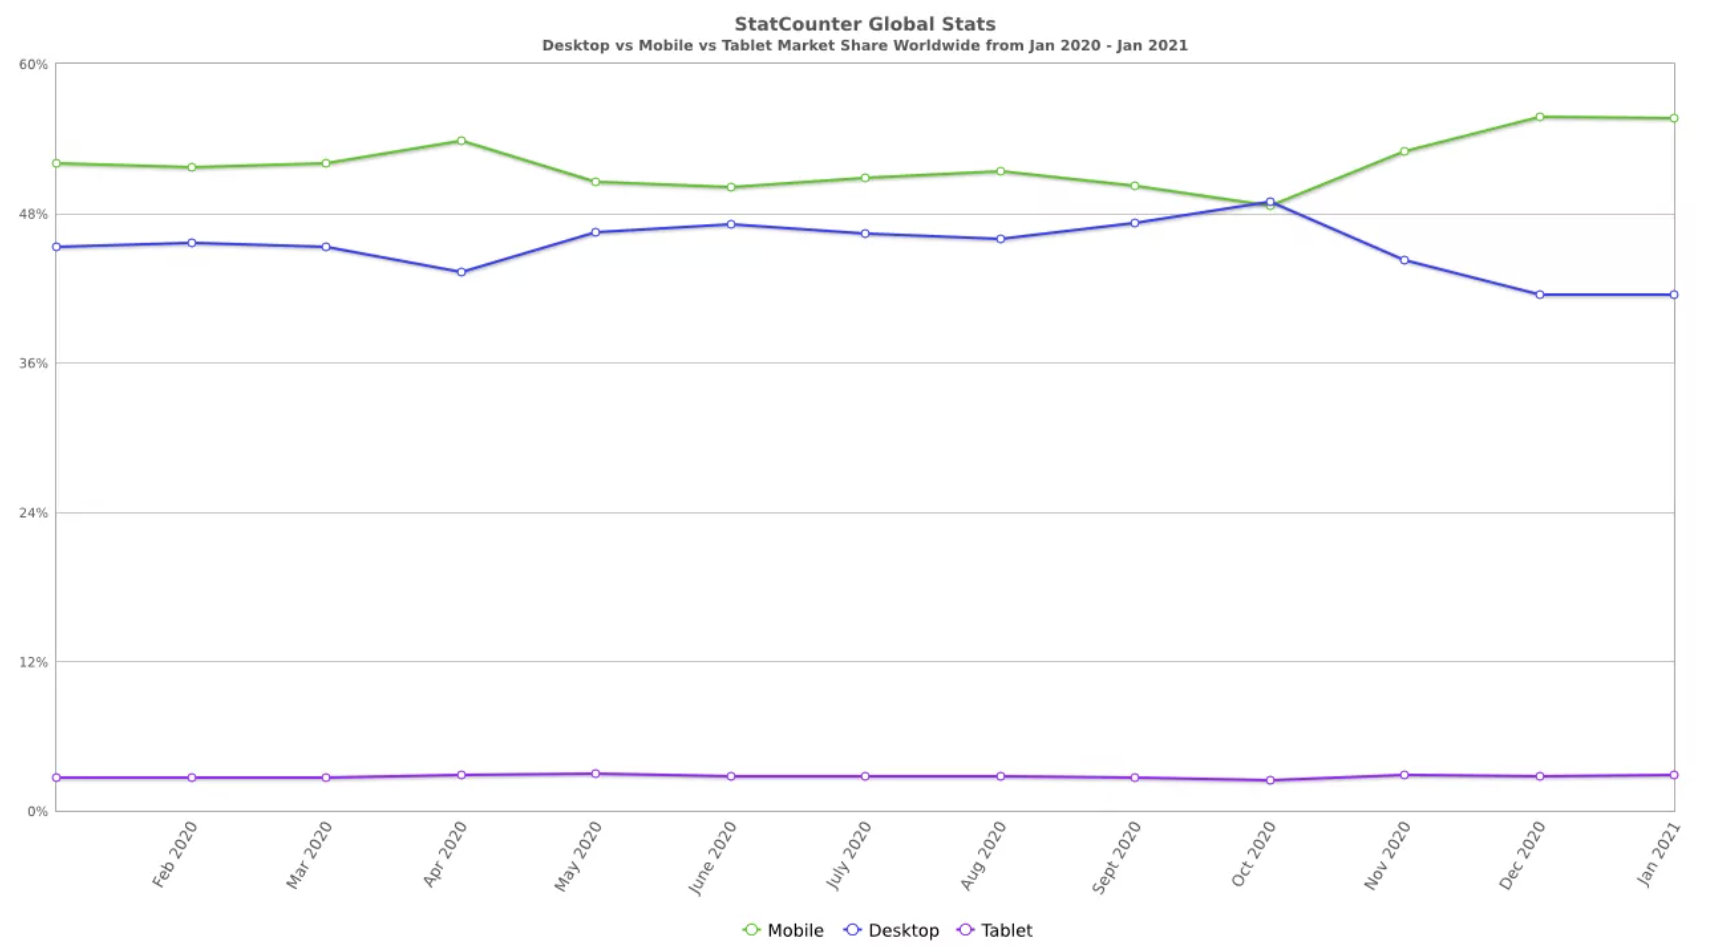 StatCounter Global Stats
Desktop vs Mobile vs Tablet Market Share Worldwide from Jan 2020 - Jan 2021
60%
48%
36%
24%
12%
0%
Feb 2020
Mar 2020
Apr 2020
May 2020
June 2020
July 2020
Aug 2020
Sept 2020
Oct 2020
Nov 2020
Dec 2020
Jan 2021
Mobile Desktop Tablet